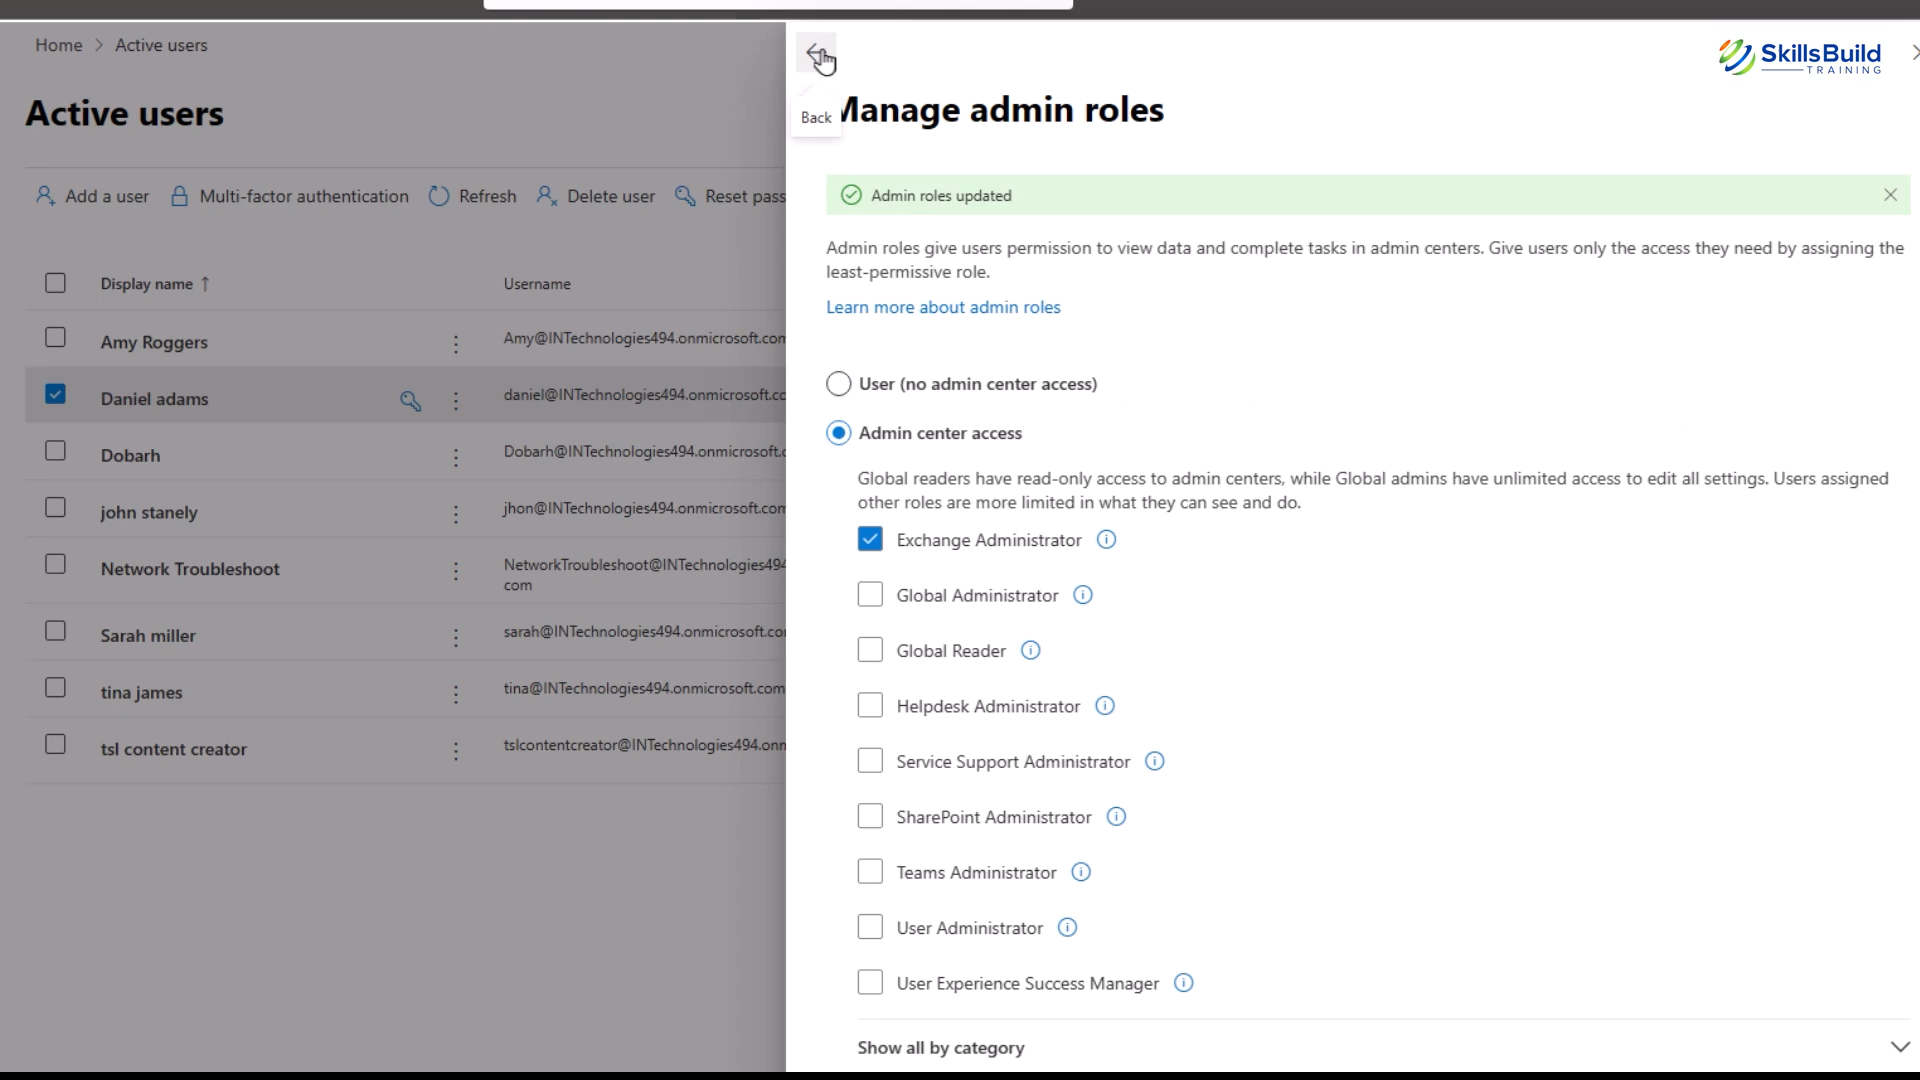 Home > Active users
Active users
Add a user Multi-factor authentication Refresh Delete user Reset pass
Display name ↑ Username
Amy Roggers Amy@INTechnologies494.onmicrosoft.com
Daniel adams daniel@INTechnologies494.onmicrosoft.co
Dobarh Dobarh@INTechnologies494.onmicrosoft.c
john stanely jhon@INTechnologies494.onmicrosoft.com
Network Troubleshoot NetworkTroubleshoot@INTechnologies494
com
Sarah miller sarah@INTechnologies494.onmicrosoft.co
tina james tina@INTechnologies494.onmicrosoft.com
tsl content creator tslcontentcreator@INTechnologies494.onn
SkillsBuild
TRAINING
Back
Manage admin roles
Admin roles updated
Admin roles give users permission to view data and complete tasks in admin centers. Give users only the access they need by assigning the
least-permissive role.
Learn more about admin roles
User (no admin center access)
Admin center access
Global readers have read-only access to admin centers, while Global admins have unlimited access to edit all settings. Users assigned
other roles are more limited in what they can see and do.
Exchange Administrator
Global Administrator
Global Reader
Helpdesk Administrator
Service Support Administrator
SharePoint Administrator
Teams Administrator
User Administrator
User Experience Success Manager
Show all by category